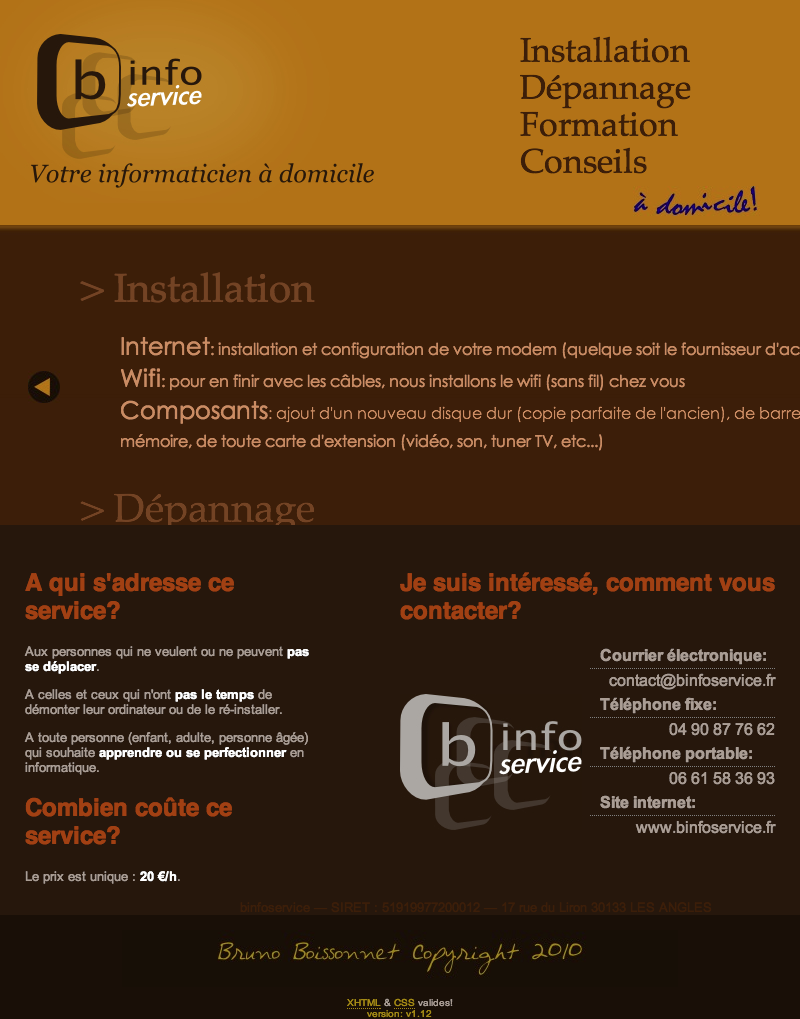 b info
service
Votre informaticien à domicile
Installation
Dépannage
Formation
Conseils
à domicile!
> Installation
Internet: installation et configuration de votre modem (quelque soit le fournisseur d'ac
Wifi: pour en finir avec les câbles, nous installons le wifi (sans fil) chez vous
Composants: ajout d'un nouveau disque dur (copie parfaite de l'ancien), de barre
mémoire, de toute carte d'extension (vidéo, son, tuner TV, etc...)
> Dépannage
A qui s'adresse ce
service?
Aux personnes qui ne veulent ou ne peuvent pas
se déplacer.
A celles et ceux qui n'ont pas le temps de
démonter leur ordinateur ou de le ré-installer.
A toute personne (enfant, adulte, personne âgée)
qui souhaite apprendre ou se perfectionner en
informatique.
Combien coûte ce
service?
Le prix est unique : 20 €/h.
Je suis intéressé, comment vous
contacter?
b info
service
Courrier électronique:
contact@binfoservice.fr
Téléphone fixe:
04 90 87 76 62
Téléphone portable:
06 61 58 36 93
Site internet:
www.binfoservice.fr
binfoservice — SIRET : 51919977200012 — 17 rue du Liron 30133 LES ANGLES
Bruno Boissonnet Copyright 2010
XHTML & CSS valides!
version: v1.12